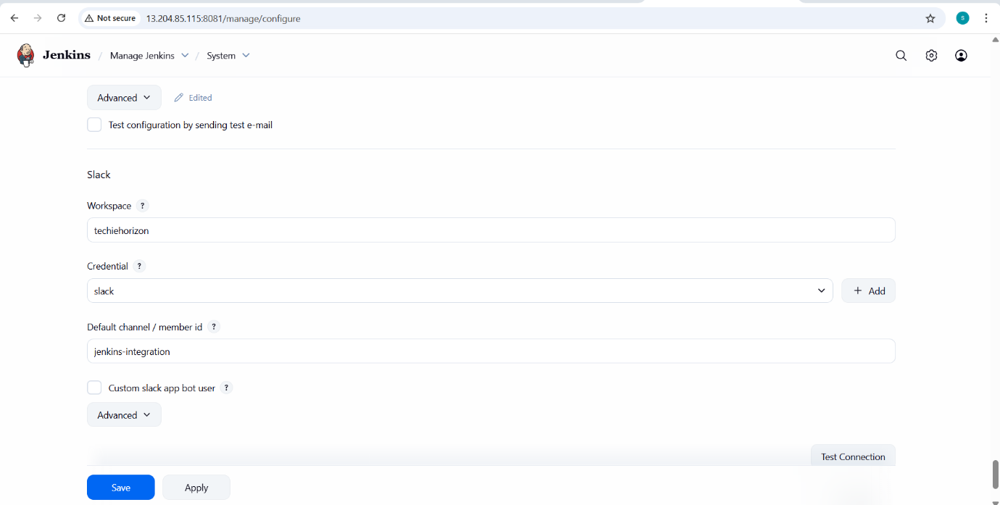 Not secure 13.204.85.115:8081/manage/configure S
Jenkins / Manage Jenkins / System
Advanced Edited
Test configuration by sending test e-mail
Slack
Workspace ?
techiehorizon
Credential ?
slack + Add
Default channel / member id ?
jenkins-integration
Custom slack app bot user ?
Advanced
Test Connection
Save Apply